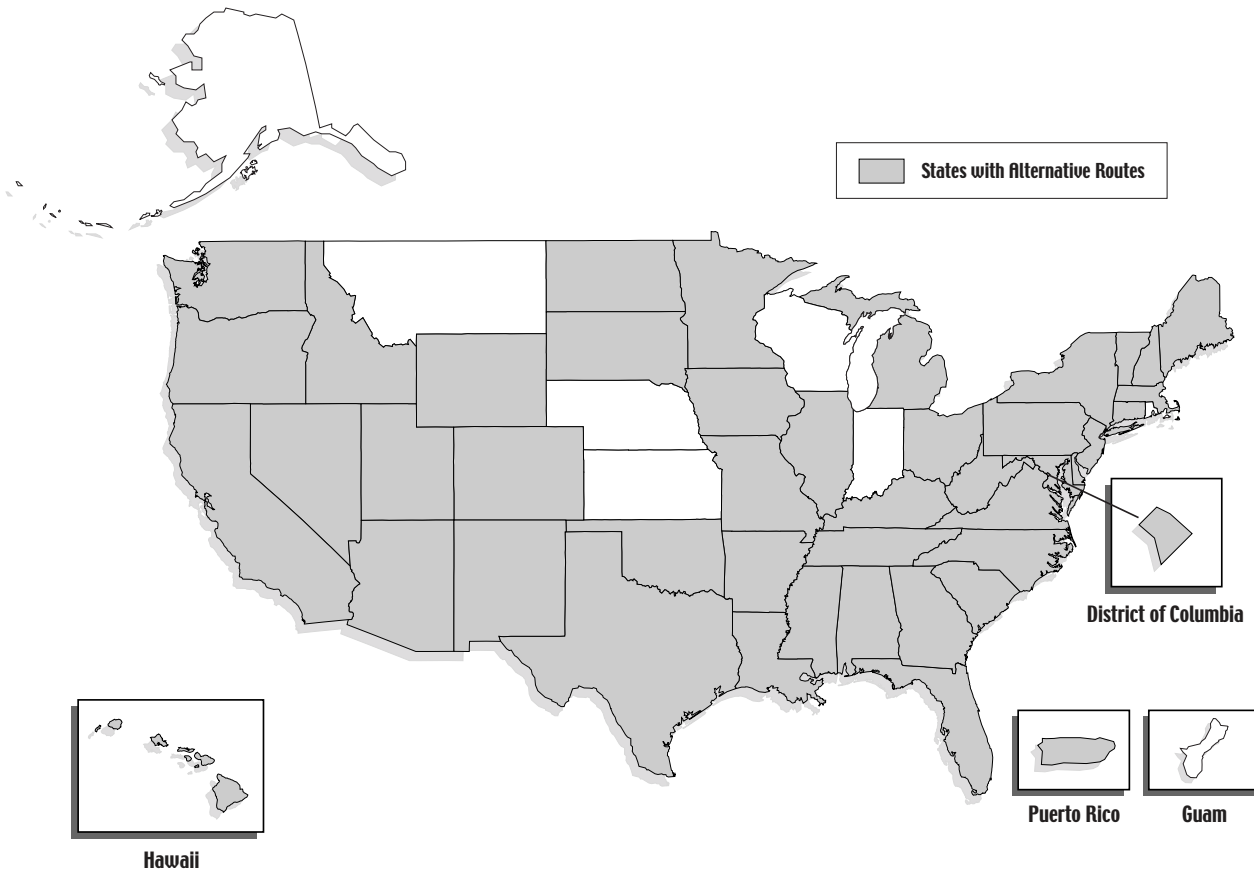 States with Alternative Routes
District of Columbia
Puerto Rico
Guam
Hawaii